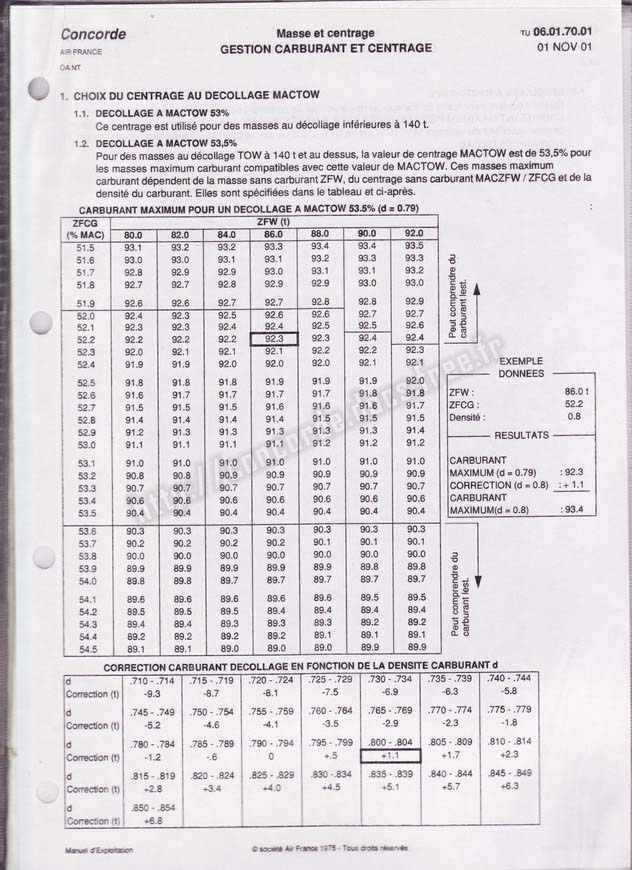 Concorde
Masse et centrage
TU 06.01.70.01
AIR FRANCE
GESTION CARBURANT ET CENTRAGE
01 NOV 01
OA.NT
1. CHOIX DU CENTRAGE AU DECOLLAGE MACTOW
1.1. DECOLLAGE A MACTOW 53%
Ce centrage est utilisé pour des masses au décollage inférieures à 140 t.
1.2. DECOLLAGE A MACTOW 53,5%
Pour des masses au décollage TOW à 140 t et au dessus, la valeur de centrage MACTOW est de 53,5% pour
les masses maximum carburant compatibles avec cette valeur de MACTOW. Ces masses maximum
carburant dépendent de la masse sans carburant ZFW, du centrage sans carburant MACZFW / ZFCG et de la
densité du carburant. Elles sont spécifiées dans le tableau et ci-après.
CARBURANT MAXIMUM POUR UN DECOLLAGE A MACTOW 53.5% (d = 0.79)
ZFCG ZFW (t)
(% MAC) 80.0 82.0 84.0 86.0 88.0 90.0 92.0
51.5 93.1 93.2 93.2 93.3 93.4 93.4 93.5
51.6 93.0 93.0 93.1 93.1 93.2 93.3 93.3
51.7 92.8 92.9 92.9 93.0 93.1 93.1 93.2
51.8 92.7 92.7 92.8 92.9 92.9 93.0 93.0
51.9 92.6 92.6 92.7 92.7 92.8 92.8 92.9
52.0 92.4 92.3 92.5 92.6 92.6 92.7 92.7
52.1 92.3 92.3 92.4 92.4 92.5 92.5 92.6
52.2 92.2 92.2 92.2 92.3 92.3 92.4 92.4
52.3 92.0 92.1 92.1 92.1 92.2 92.2 92.3
52.4 91.9 91.9 92.0 92.0 92.0 92.1 92.1
52.5 91.8 91.8 91.9 91.9 91.9 91.9 92.0
52.6 91.6 91.7 91.7 91.7 91.8 91.8 91.8
52.7 91.5 91.5 91.5 91.6 91.6 91.6 91.7
52.8 91.4 91.4 91.4 91.4 91.5 91.5 91.5
52.9 91.2 91.3 91.3 91.3 91.3 91.3 91.4
53.0 91.1 91.1 91.1 91.1 91.2 91.2
53.1 91.0 91.0 91.0 91.0 91.0 91.0 91.0
53.2 90.8 90.8 90.9 90.9 90.9 90.9 90.9
53.3 90.7 90.7 90.7 90.7 90.7 90.7 90.7
53.4 90.6 90.6 90.6 90.6 90.6 90.6 90.6
53.5 90.4 90.4 90.4 90.4 90.4 90.4 90.4
53.6 90.3 90.3 90.3 90.3 90.3 90.3 90.3
53.7 90.2 90.2 90.2 90.2 90.1 90.1 90.1
53.8 90.0 90.0 90.0 90.0 90.0 90.0 90.0
53.9 89.9 89.9 89.9 89.9 89.9 89.8 89.8
54.0 89.8 89.8 89.7 89.7 89.7 89.7 89.7
54.1 89.6 89.6 89.6 89.6 89.6 89.5 89.5
54.2 89.5 89.5 89.5 89.4 89.4 89.4 89.4
54.3 89.4 89.4 89.3 89.3 89.3 89.3 89.2
54.4 89.2 89.2 89.2 89.2 89.1 89.1 89.1
54.5 89.1 89.1 89.0 89.0 89.0 89.9 89.9
Peut comprendre du
carburant lest.
Peut comprendre du
carburant lest.
EXEMPLE
DONNEES
ZFW : 86.0 t
ZFCG : 52.2
Densité : 0.8
RESULTATS
CARBURANT
MAXIMUM (d = 0.79) : 92.3
CORRECTION (d = 0.8) : + 1.1
CARBURANT
MAXIMUM(d = 0.8) : 93.4
CORRECTION CARBURANT DECOLLAGE EN FONCTION DE LA DENSITE CARBURANT d
d .710 - .714 .715 - .719 .720 - .724 .725 - .729 .730 - .734 .735 - .739 .740 - .744
Correction (t) -9.3 -8.7 -8.1 -7.5 -6.9 -6.3 -5.8
d .745 - .749 .750 - .754 .755 - .759 .760 - .764 .765 - .769 .770 - .774 .775 - .779
Correction (t) -5.2 -4.6 -4.1 -3.5 -2.9 -2.3 -1.8
d .780 - .784 .785 - .789 .790 - .794 .795 - .799 .800 - .804 .805 - .809 .810 - .814
Correction (t) -1.2 -.6 0 +.5 +1.1 +1.7 +2.3
d .815 - .819 .820 - .824 .825 - .829 .830 - .834 .835 - .839 .840 - .844 .845 - .849
Correction (t) +2.8 +3.4 +4.0 +4.5 +5.1 +5.7 +6.3
d .850 - .854
Correction (t) +6.8
Manuel d'Exploitation
© société Air France 1975 - Tous droits réservés